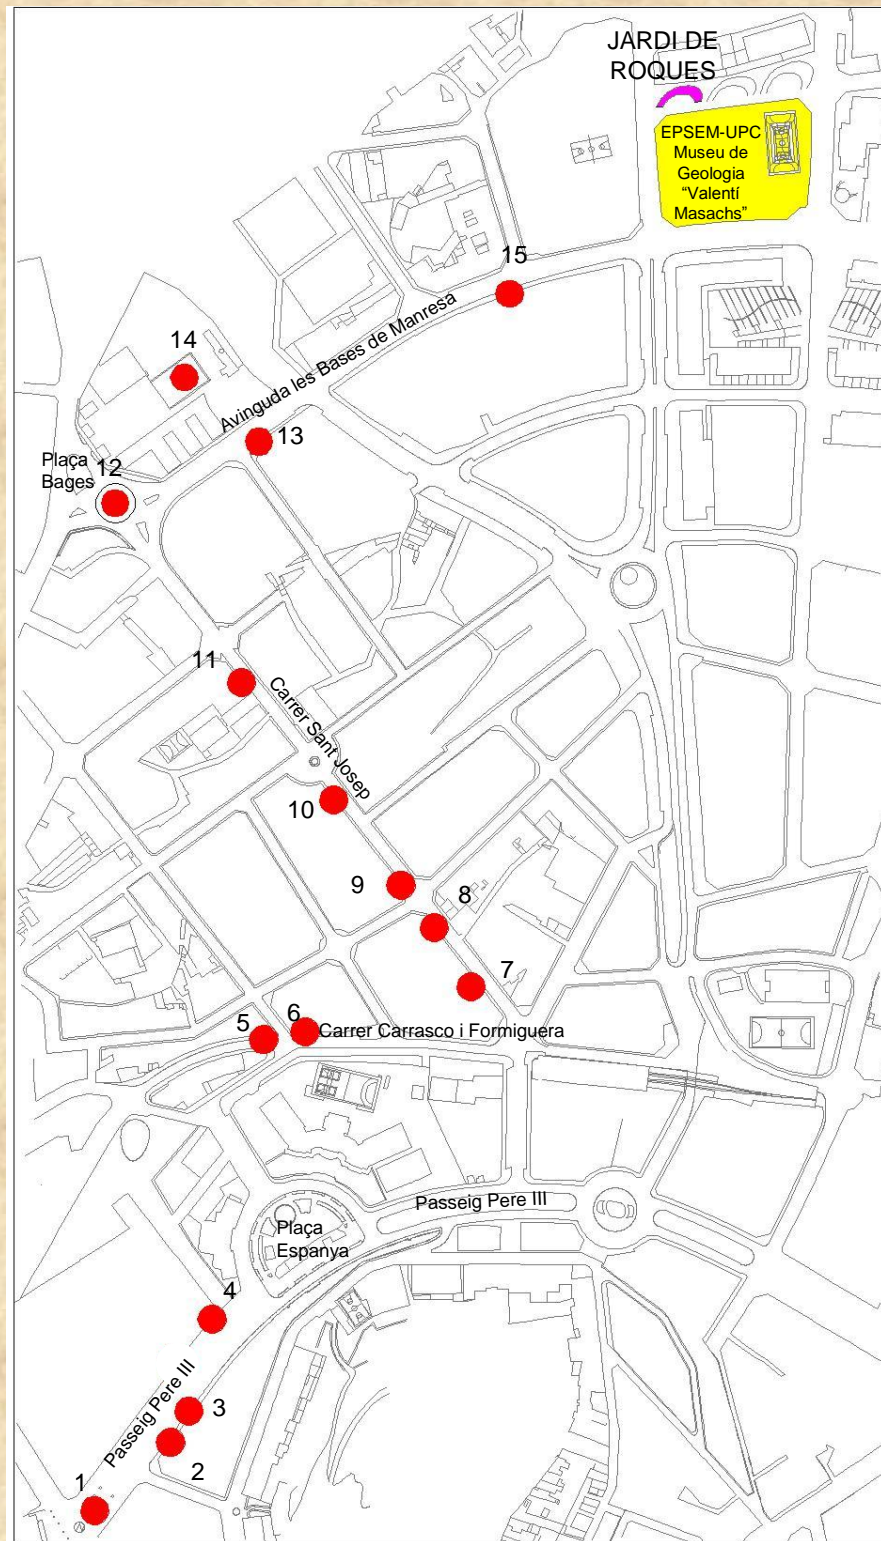 JARDI DE
ROQUES
EPSEM-UPC
Museu de
Geologia
“Valentí
Masachs”
15
Avinguda les Bases de Manresa
14
13
Plaça
Bages
12
11
Carrer Sant Josep
10
9
8
7
6
5
Carrer Carrasco i Formiguera
Passeig Pere III
Plaça
Espanya
4
Passeig Pere III
3
2
1